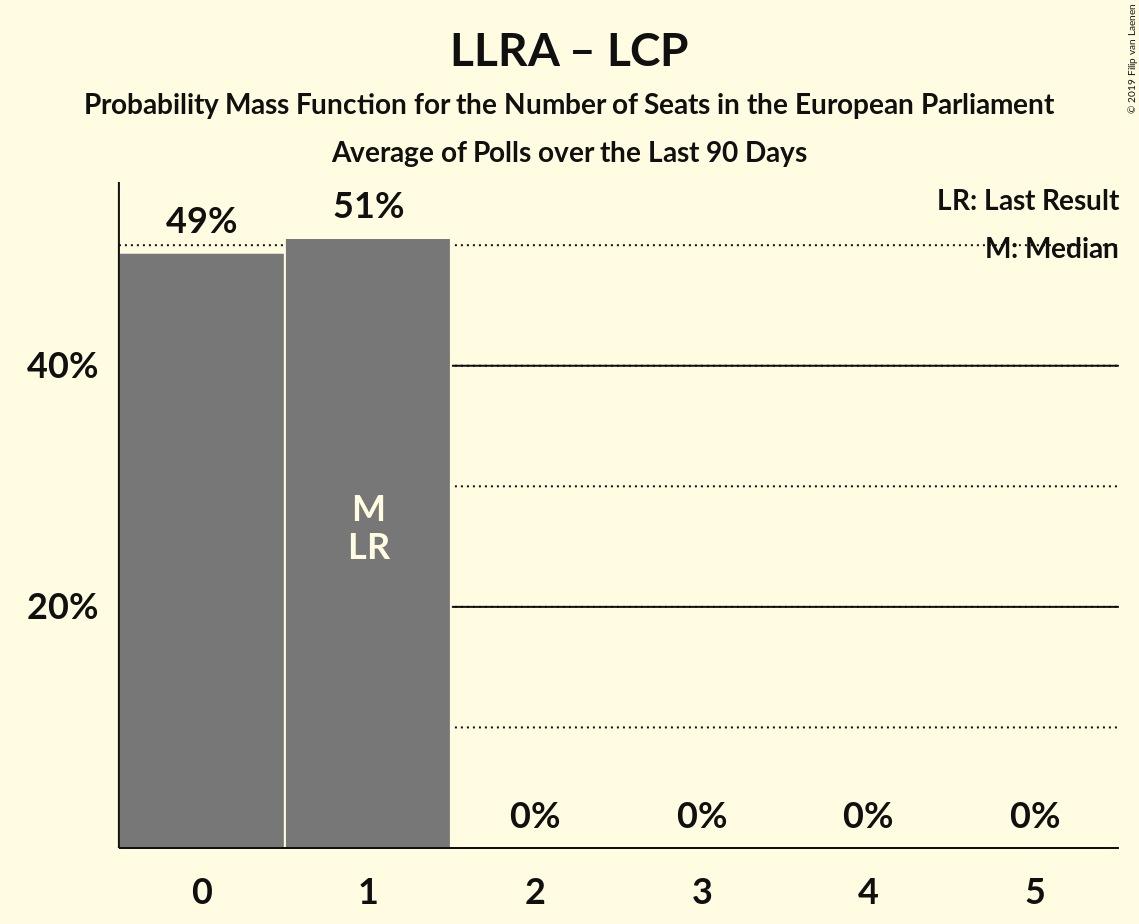 LLRA – LCP
Probability Mass Function for the Number of Seats in the European Parliament
Average of Polls over the Last 90 Days
© 2019 Filip van Laenen
LR: Last Result
M: Median
49%
51%
40%
20%
M
LR
0%
0%
0%
0%
0
1
2
3
4
5